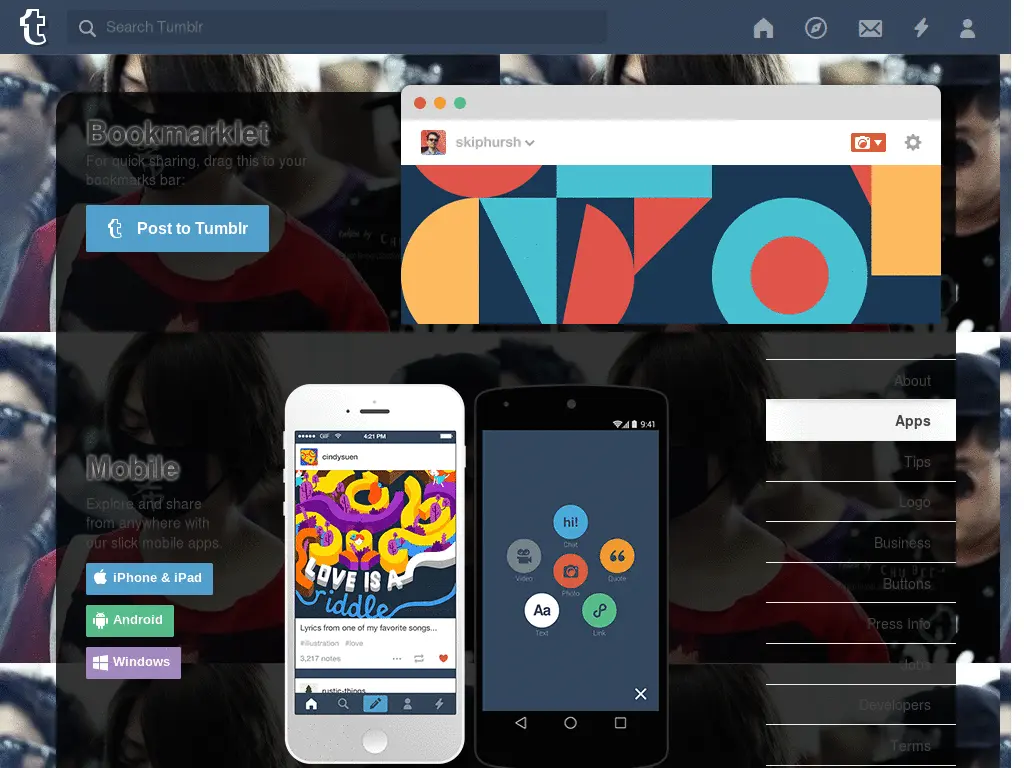 Search Tumblr
Bookmarklet
For quick sharing, drag this to your
bookmarks bar:
Post to Tumblr
skiphursh
Mobile
Explore and share
from anywhere with
our slick mobile apps.
iPhone & iPad
Android
Windows
GIF
4:21 PM
cindysuen
LOVE IS A
riddle
Lyrics from one of my favorite songs...
#illustration #love
3,217 notes
rustic-things
9:41
hi!
Chat
Video
Quote
Photo
Aa
Text
Link
About
Apps
Tips
Logo
Business
Buttons
Press Info
Jobs
Developers
Terms